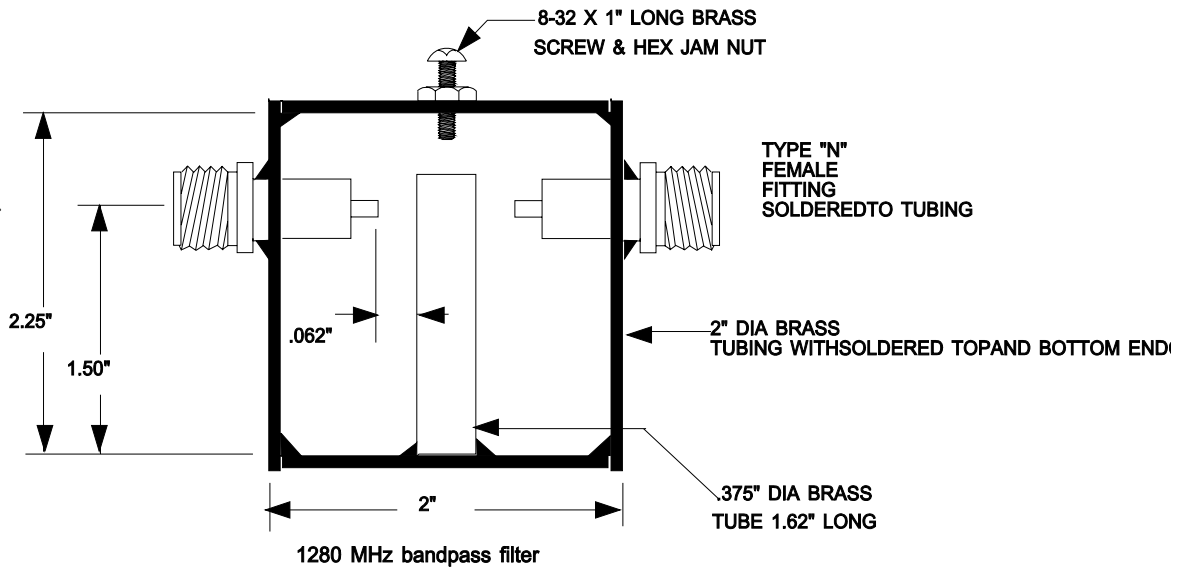 8-32 X 1" LONG BRASS
SCREW & HEX JAM NUT
TYPE "N"
FEMALE
FITTING
SOLDEREDTO TUBING
2.25"
.062"
1.50"
2" DIA BRASS
TUBING WITHSOLDERED TOPAND BOTTOM
2"
.375" DIA BRASS
TUBE 1.62" LONG
1280 MHz bandpass filter